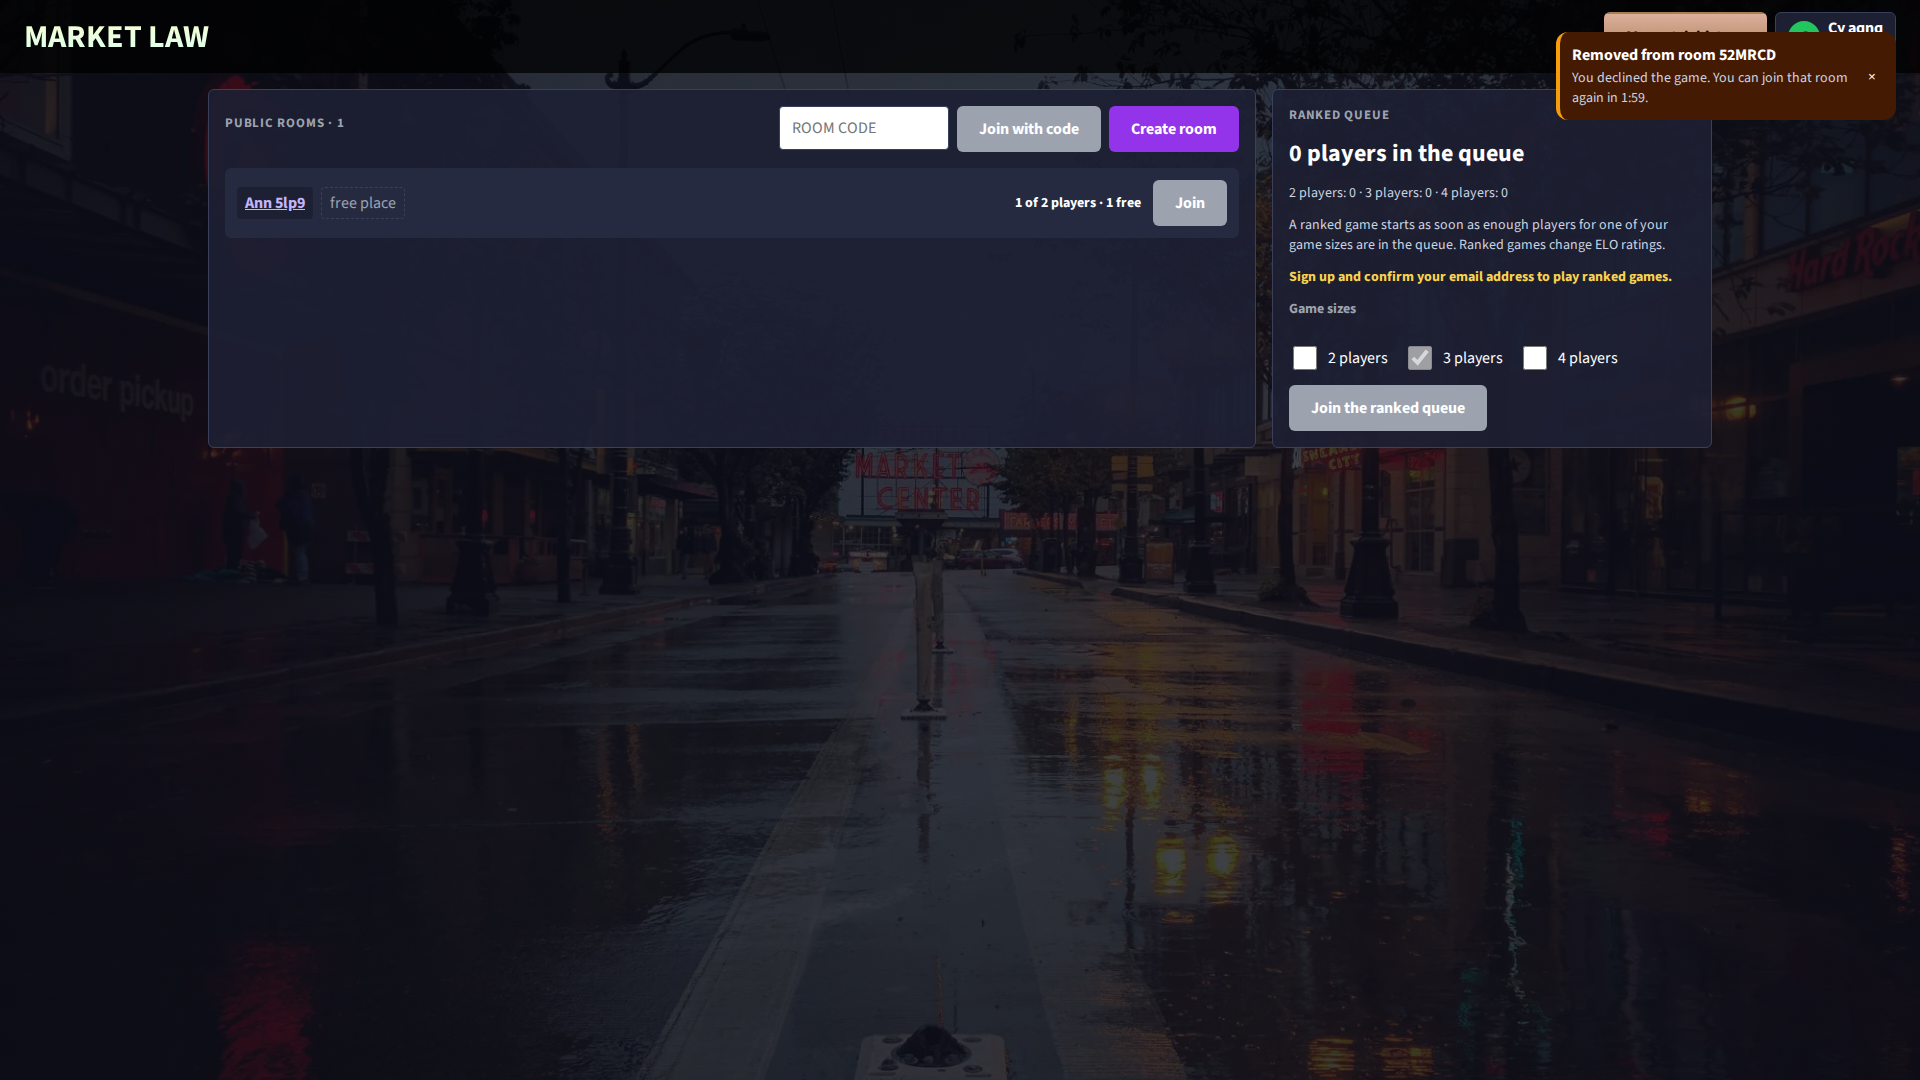 MARKET LAW
Cy agng
Removed from room 52MRCD
You declined the game. You can join that room
again in 1:59.
×
PUBLIC ROOMS · 1
ROOM CODE
Join with code
Create room
Ann 5lp9
free place
1 of 2 players · 1 free
Join
RANKED QUEUE
0 players in the queue
2 players: 0 · 3 players: 0 · 4 players: 0
A ranked game starts as soon as enough players for one of your
game sizes are in the queue. Ranked games change ELO ratings.
Sign up and confirm your email address to play ranked games.
Game sizes
2 players
3 players
4 players
Join the ranked queue
order pickup
Hard Rock
MARKET
CENTER